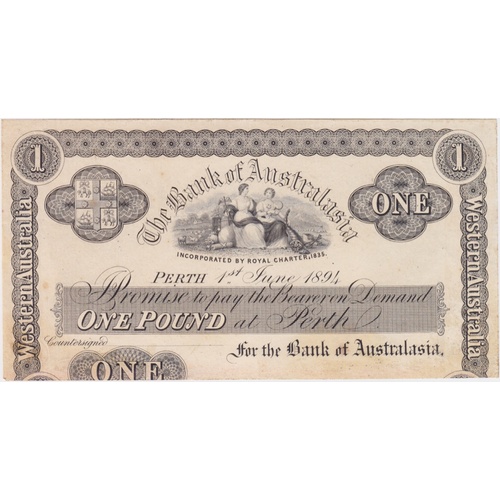 1
1
The Bank of Australasia
ONE
INCORPORATED BY ROYAL CHARTER, 1835.
Western Australia
Western Australia
PERTH 1st June 1894
I Promise to pay the Bearer on Demand
ONE POUND at Perth
Countersigned
For the Bank of Australasia.
ONE